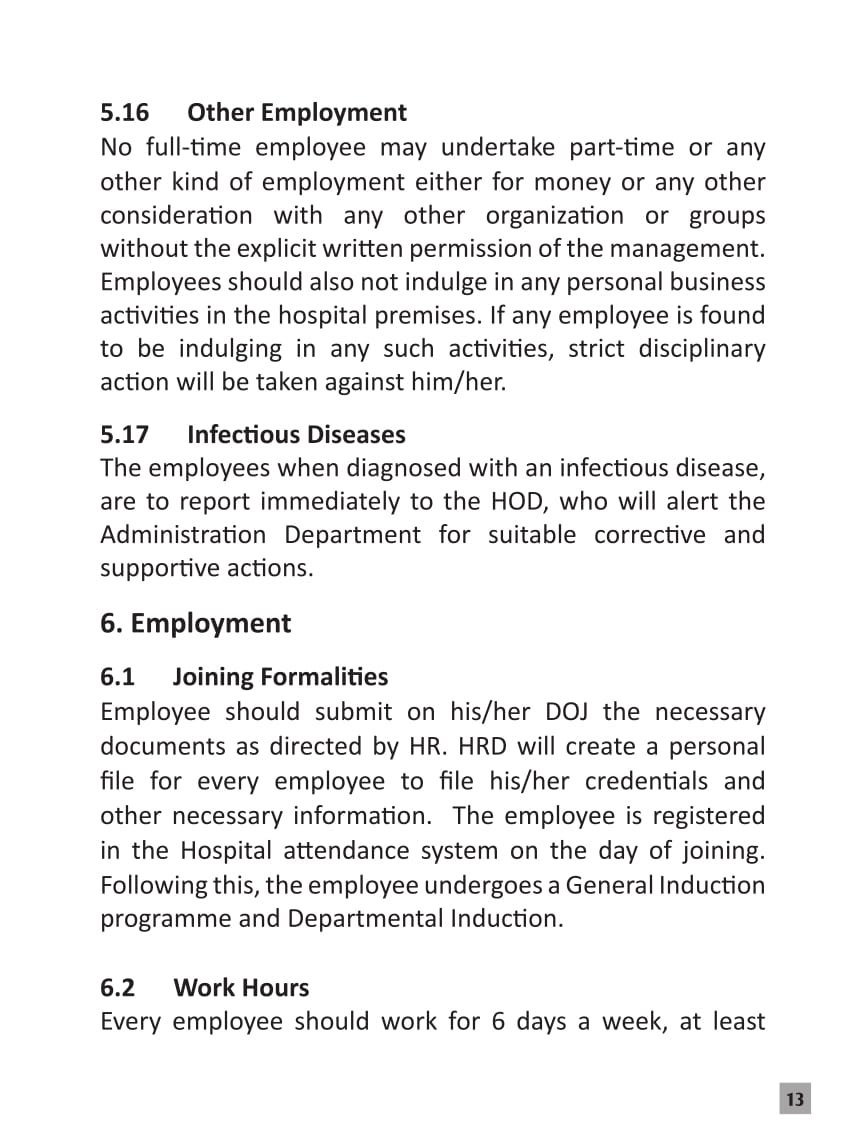 5.16 Other Employment
No full-time employee may undertake part-time or any
other kind of employment either for money or any other
consideration with any other organization or groups
without the explicit written permission of the management.
Employees should also not indulge in any personal business
activities in the hospital premises. If any employee is found
to be indulging in any such activities, strict disciplinary
action will be taken against him/her.
5.17 Infectious Diseases
The employees when diagnosed with an infectious disease,
are to report immediately to the HOD, who will alert the
Administration Department for suitable corrective and
supportive actions.
6. Employment
6.1 Joining Formalities
Employee should submit on his/her DOJ the necessary
documents as directed by HR. HRD will create a personal
file for every employee to file his/her credentials and
other necessary information. The employee is registered
in the Hospital attendance system on the day of joining.
Following this, the employee undergoes a General Induction
programme and Departmental Induction.
6.2 Work Hours
Every employee should work for 6 days a week, at least
13